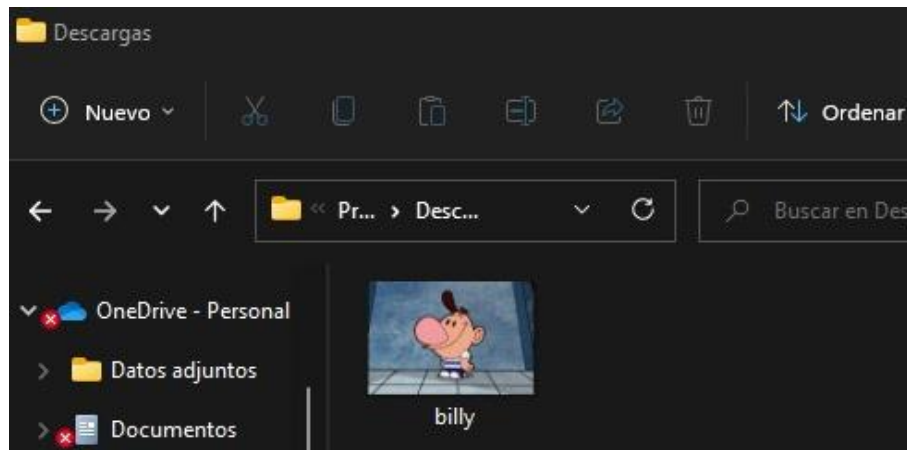 Descargas
Nuevo Ordenar
« Pr... › Desc... Buscar en Des
OneDrive - Personal
Datos adjuntos
Documentos
billy